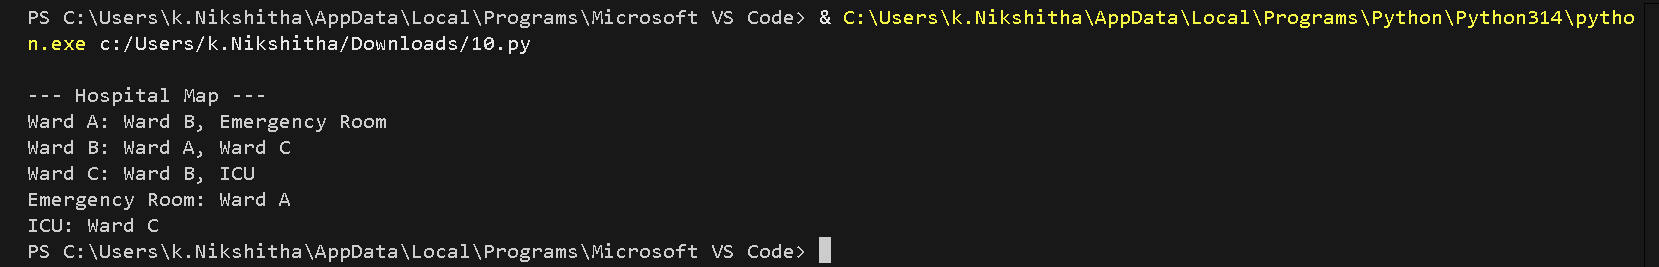 PS C:\Users\k.Nikshitha\AppData\Local\Programs\Microsoft VS Code> & C:\Users\k.Nikshitha\AppData\Local\Programs\Python\Python314\pytho
n.exe c:/Users/k.Nikshitha/Downloads/10.py
--- Hospital Map ---
Ward A: Ward B, Emergency Room
Ward B: Ward A, Ward C
Ward C: Ward B, ICU
Emergency Room: Ward A
ICU: Ward C
PS C:\Users\k.Nikshitha\AppData\Local\Programs\Microsoft VS Code>